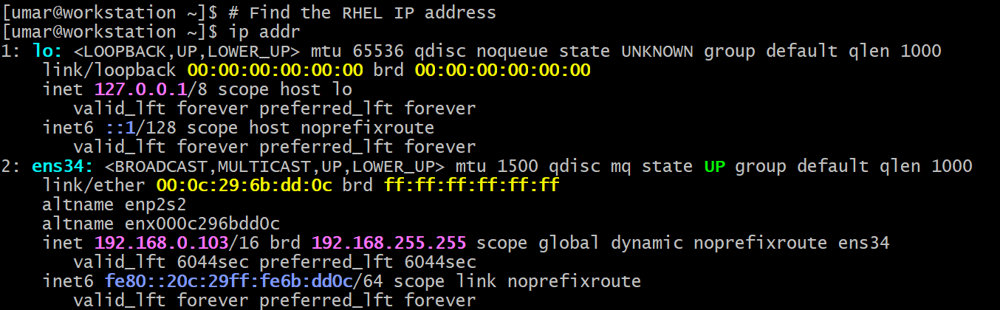 [umar@workstation ~]$ # Find the RHEL IP address
[umar@workstation ~]$ ip addr
1: lo: <LOOPBACK,UP,LOWER_UP> mtu 65536 qdisc noqueue state UNKNOWN group default qlen 1000
    link/loopback 00:00:00:00:00:00 brd 00:00:00:00:00:00
    inet 127.0.0.1/8 scope host lo
       valid_lft forever preferred_lft forever
    inet6 ::1/128 scope host noprefixroute
       valid_lft forever preferred_lft forever
2: ens34: <BROADCAST,MULTICAST,UP,LOWER_UP> mtu 1500 qdisc mq state UP group default qlen 1000
    link/ether 00:0c:29:6b:dd:0c brd ff:ff:ff:ff:ff:ff
    altname enp2s2
    altname enx000c296bdd0c
    inet 192.168.0.103/16 brd 192.168.255.255 scope global dynamic noprefixroute ens34
       valid_lft 6044sec preferred_lft 6044sec
    inet6 fe80::20c:29ff:fe6b:dd0c/64 scope link noprefixroute
       valid_lft forever preferred_lft forever